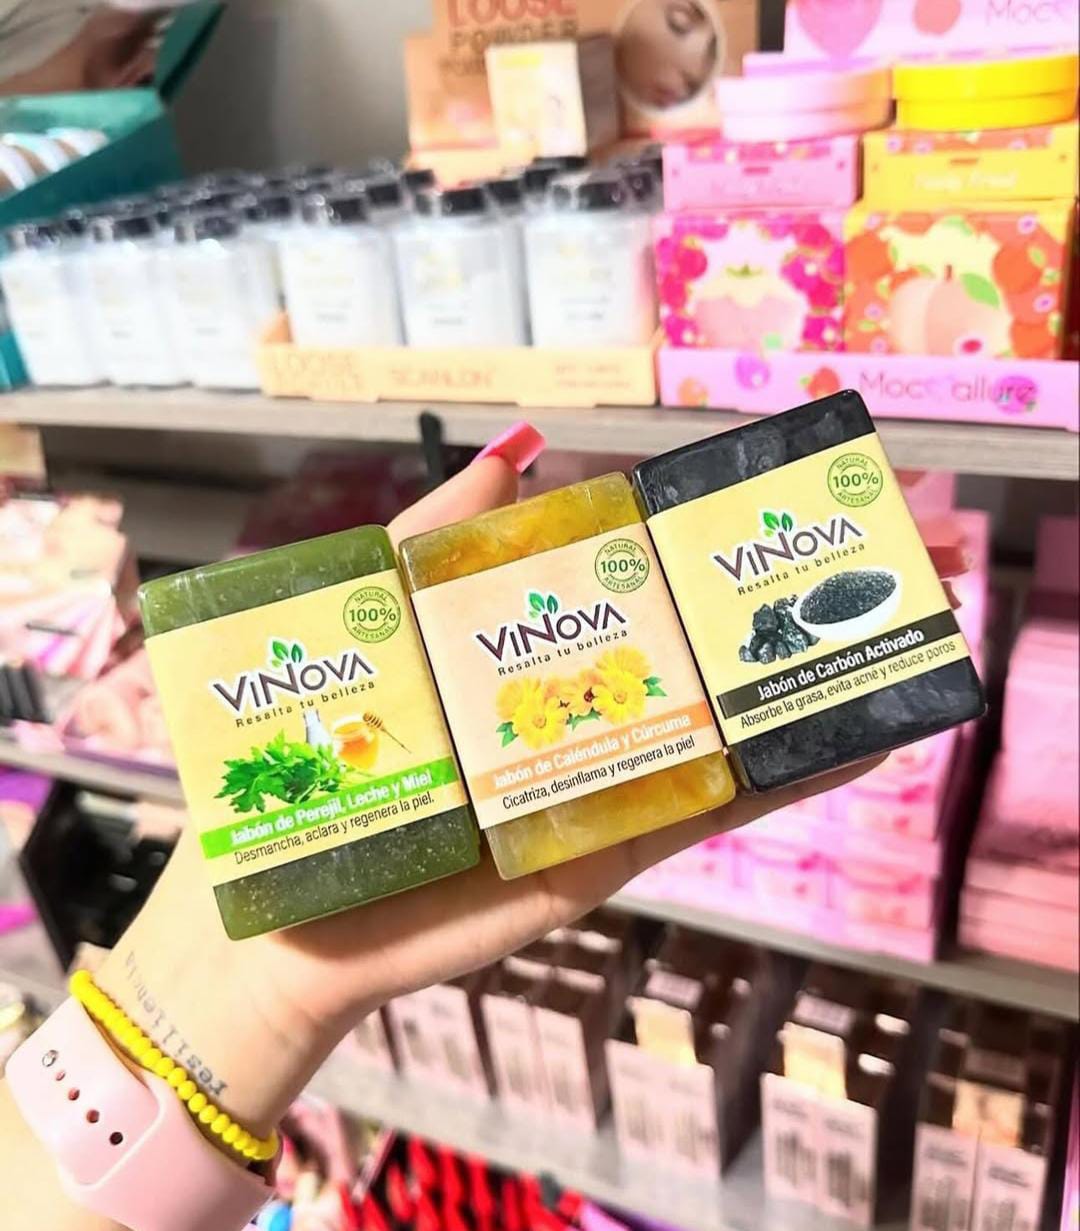 LOOSE
POWDER
LOOSE
SCANLON
Moc allure
NATURAL
100%
ARTESANAL
ViNOVA
Resalta tu belleza
Jabón de Perejil, Leche y Miel
Desmancha, aclara y regenera la piel.
NATURAL
100%
ARTESANAL
ViNOVA
Resalta tu belleza
Jabón de Caléndula y Cúrcuma
Cicatriza, desinflama y regenera la piel
NATURAL
100%
ARTESANAL
ViNOVA
Resalta tu belleza
Jabón de Carbón Activado
Absorbe la grasa, evita acné y reduce poros
resiliencia